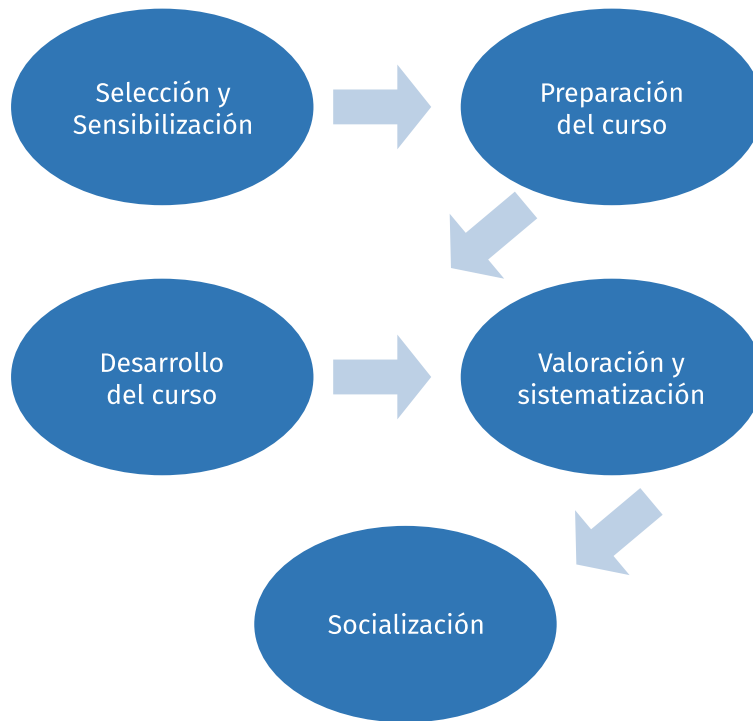 Selección y
Sensibilización
Preparación
del curso
Desarrollo
del curso
Valoración y
sistematización
Socialización